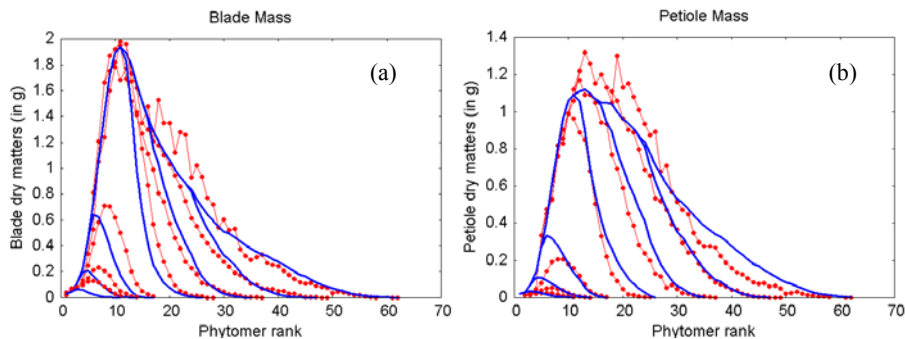 Blade Mass
2
1.8
1.6
1.4
1.2
1
0.8
0.6
0.4
0.2
0
0 10 20 30 40 50 60 70
Blade dry matters (in g)
Phytomer rank
(a)
Petiole Mass
1.4
1.2
1
0.8
0.6
0.4
0.2
0
0 10 20 30 40 50 60 70
Petiole dry matters (in g)
Phytomer rank
(b)